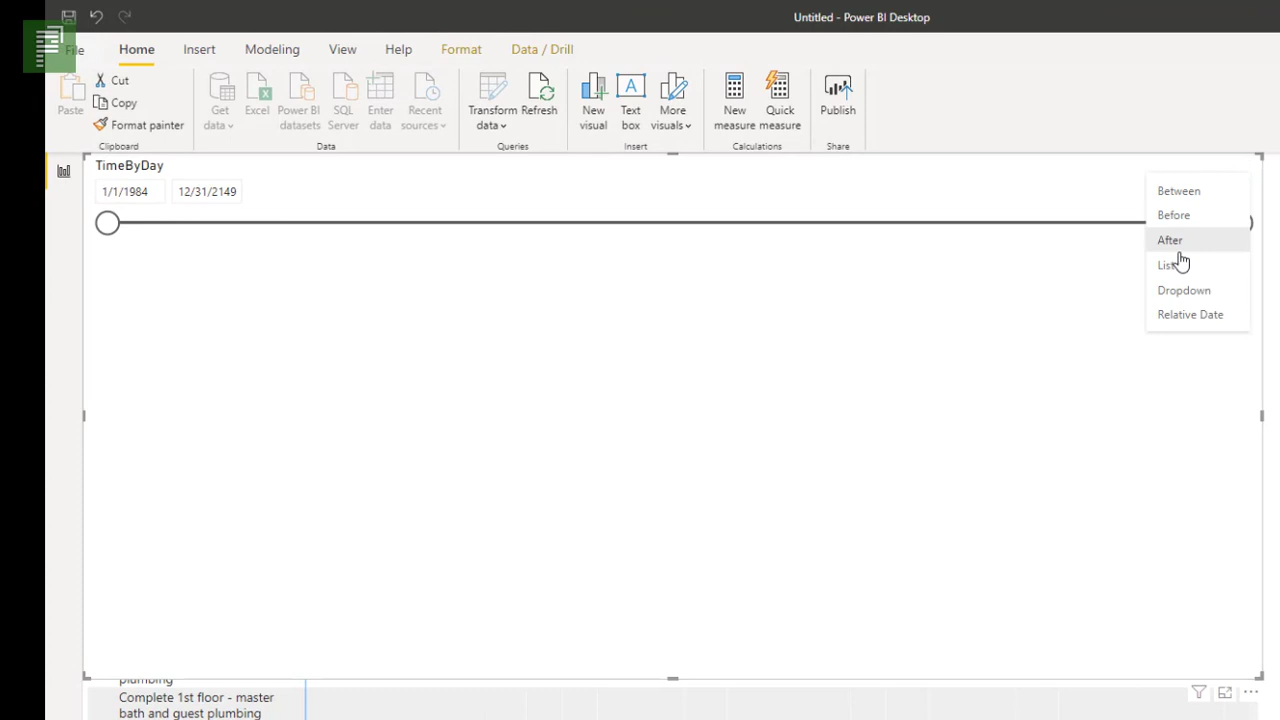 Untitled - Power BI Desktop
File Home Insert Modeling View Help Format Data / Drill
Paste
Cut
Copy
Format painter
Clipboard
Get data
Excel
Power BI datasets
SQL Server
Enter data
Recent sources
Data
Transform data
Refresh
Queries
New visual
Text box
More visuals
Insert
New measure
Quick measure
Calculations
Publish
Share
TimeByDay
1/1/1984 12/31/2149
Between
Before
After
List
Dropdown
Relative Date
plumbing
Complete 1st floor - master
bath and guest plumbing